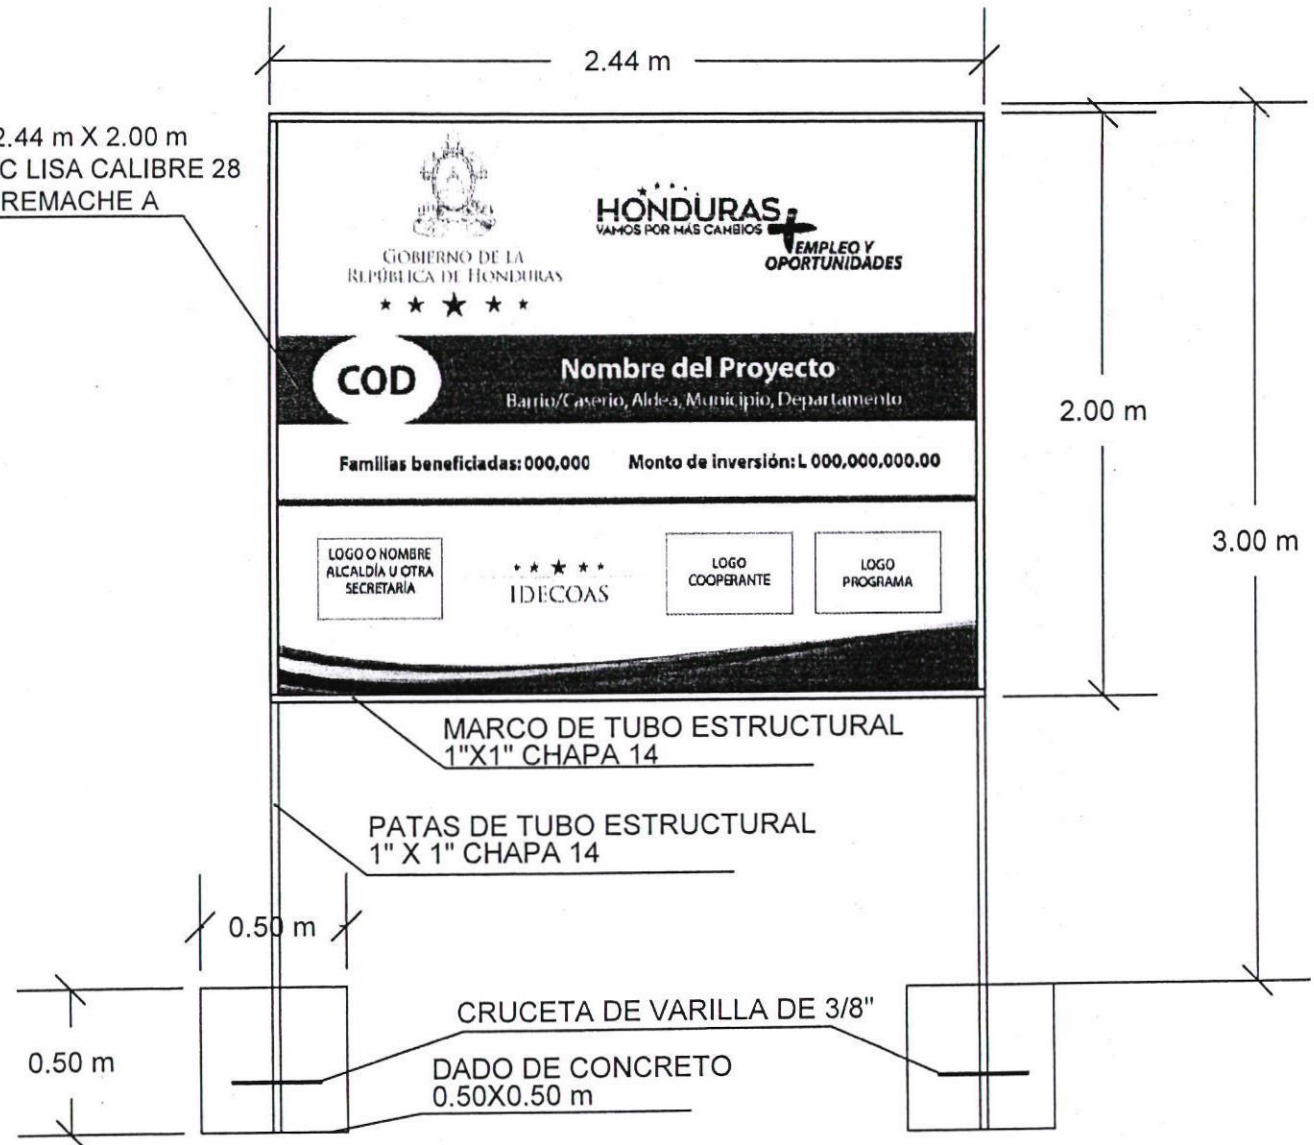 2.44 m
2.44 m X 2.00 m
C LISA CALIBRE 28
REMACHE A
GOBIERNO DE LA
REPÚBLICA DE HONDURAS
HONDURAS
VAMOS POR MÁS CAMBIOS
EMPLEO Y
OPORTUNIDADES
COD
Nombre del Proyecto
Barrio/Caserio, Aldea, Municipio, Departamento
2.00 m
Familias beneficiadas: 000,000 Monto de inversión: L 000,000,000.00
3.00 m
LOGO O NOMBRE
ALCALDÍA U OTRA
SECRETARÍA
IDECOAS
LOGO
COOPERANTE
LOGO
PROGRAMA
MARCO DE TUBO ESTRUCTURAL
1"X1" CHAPA 14
PATAS DE TUBO ESTRUCTURAL
1" X 1" CHAPA 14
0.50 m
CRUCETA DE VARILLA DE 3/8"
0.50 m
DADO DE CONCRETO
0.50X0.50 m